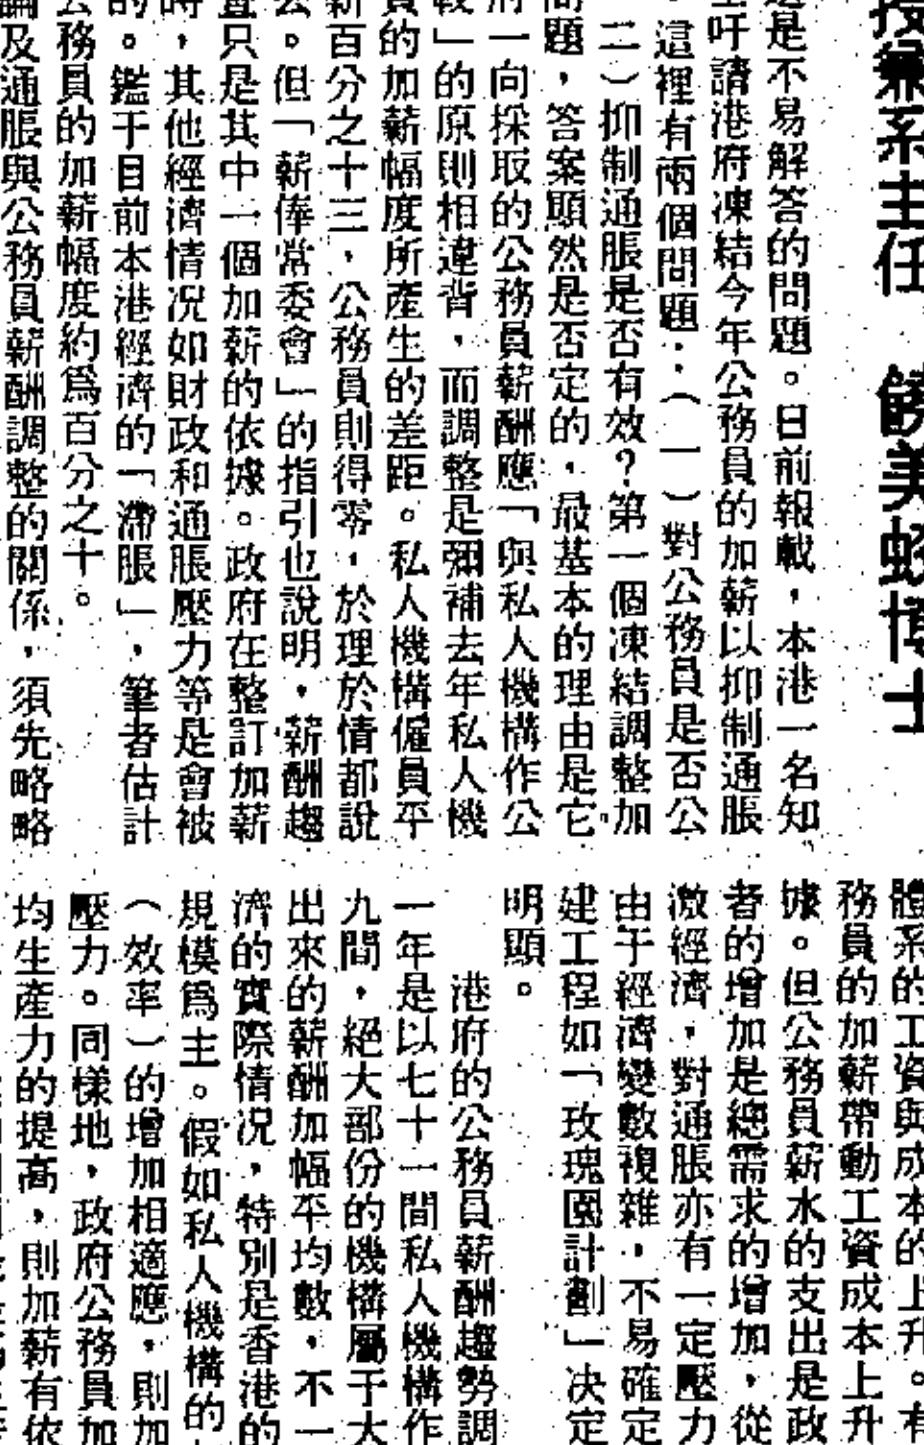 授兼系主任 饒美蛟博士
這是不易解答的問題。日前報載，本港一名知
吁請港府凍結今年公務員的加薪以抑制通脹
。這裡有兩個問題：（一）對公務員是否公
二）抑制通脹是否有效？第一個凍結調整加
問題，答案顯然是否定的，最基本的理由是它
府一向採取的公務員薪酬應「與私人機構作公
較」的原則相違背，而調整是彌補去年私人機
員的加薪幅度所產生的差距。私人機構僱員平
薪百分之十三，公務員則得零，於理於情都說
公。但「薪俸常委會」的指引也說明，薪酬趨
查只是其中一個加薪的依據。政府在整訂加薪
時，其他經濟情况如財政和通脹壓力等是會被
的。鑑于目前本港經濟的「滯脹」，筆者估計
公務員的加薪幅度約爲百分之十。
論及通脹與公務員薪酬調整的關係，須先略略
體系的工資與成本的上升。
務員的加薪帶動工資成本上升
據。但公務員薪水的支出是政
者的增加是總需求的增加，從
激經濟，對通脹亦有一定壓力
由于經濟變數複雜，不易確定
建工程如「玫瑰園計劃」决定
明顯。
港府的公務員薪酬趨勢調
一年是以七十一間私人機構作
九間，絕大部份的機構屬于大
出來的薪酬加幅平均數，不一
濟的實際情况，特別是香港的
規模爲主。假如私人機構的
（效率）的增加相適應，則加
壓力。同樣地，政府公務員加
均生產力的提高，則加薪有依